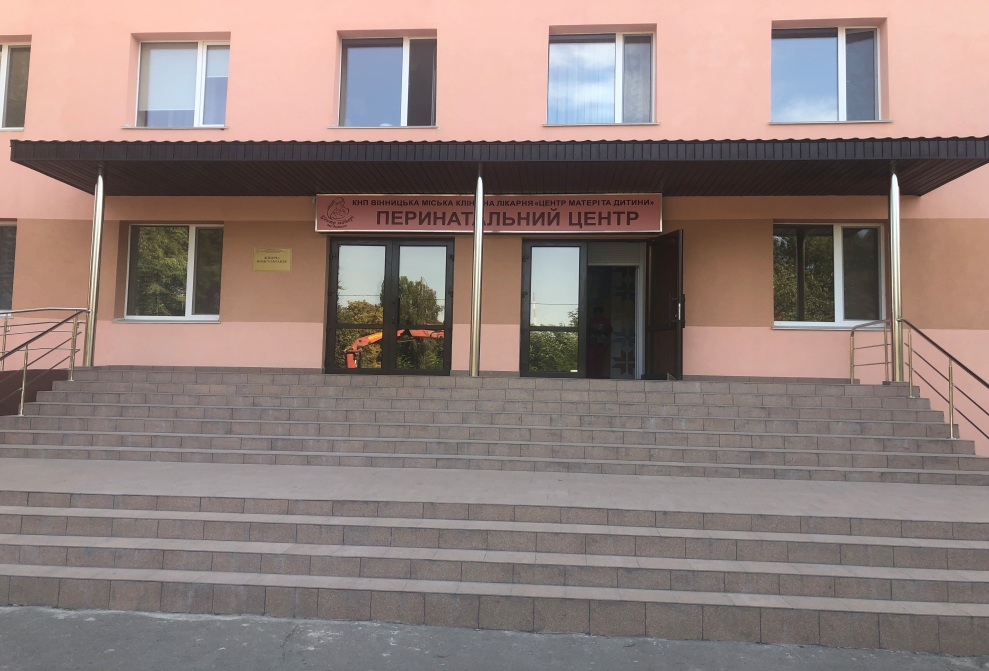 КНП ВІННИЦЬКА МІСЬКА КЛІНІЧНА ЛІКАРНЯ «ЦЕНТР МАТЕРІ ТА ДИТИНИ»
ПЕРИНАТАЛЬНИЙ ЦЕНТР